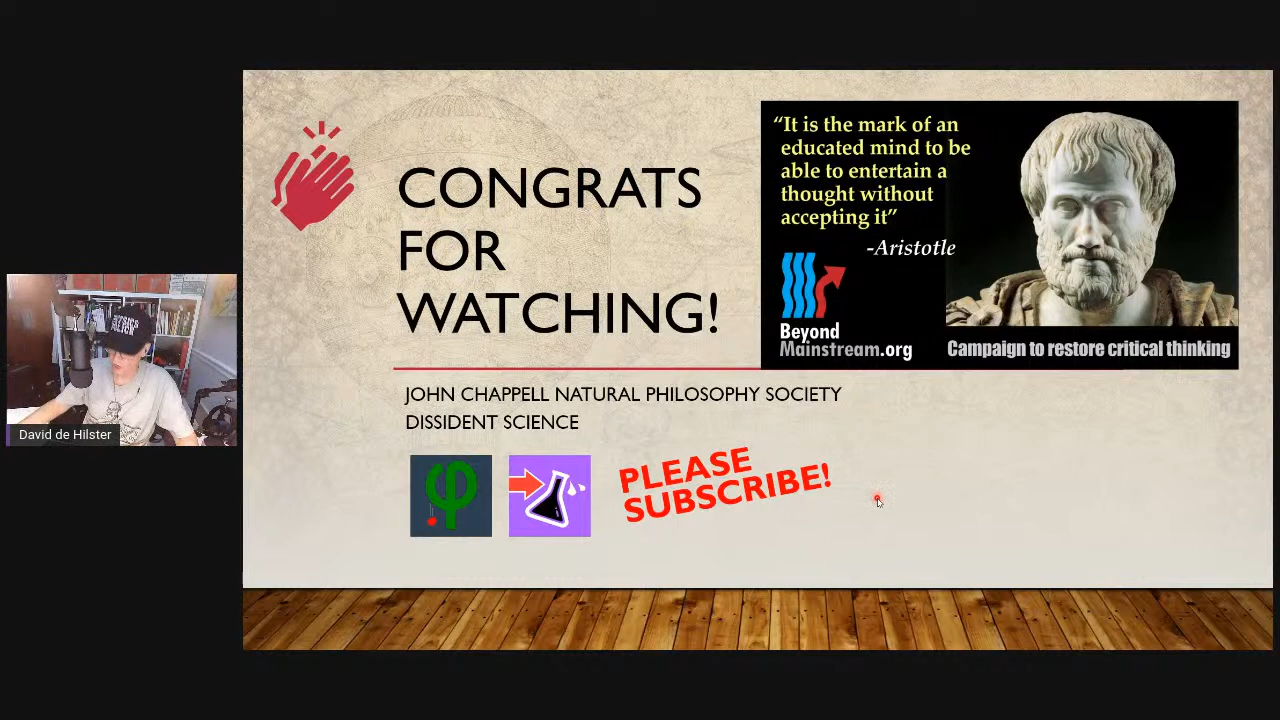 CONGRATS
FOR
WATCHING!
“It is the mark of an
educated mind to be
able to entertain a
thought without
accepting it”
-Aristotle
Beyond
Mainstream.org
Campaign to restore critical thinking
JOHN CHAPPELL NATURAL PHILOSOPHY SOCIETY
DISSIDENT SCIENCE
φ
PLEASE
SUBSCRIBE!
PHYSICS
POLICE
David de Hilster